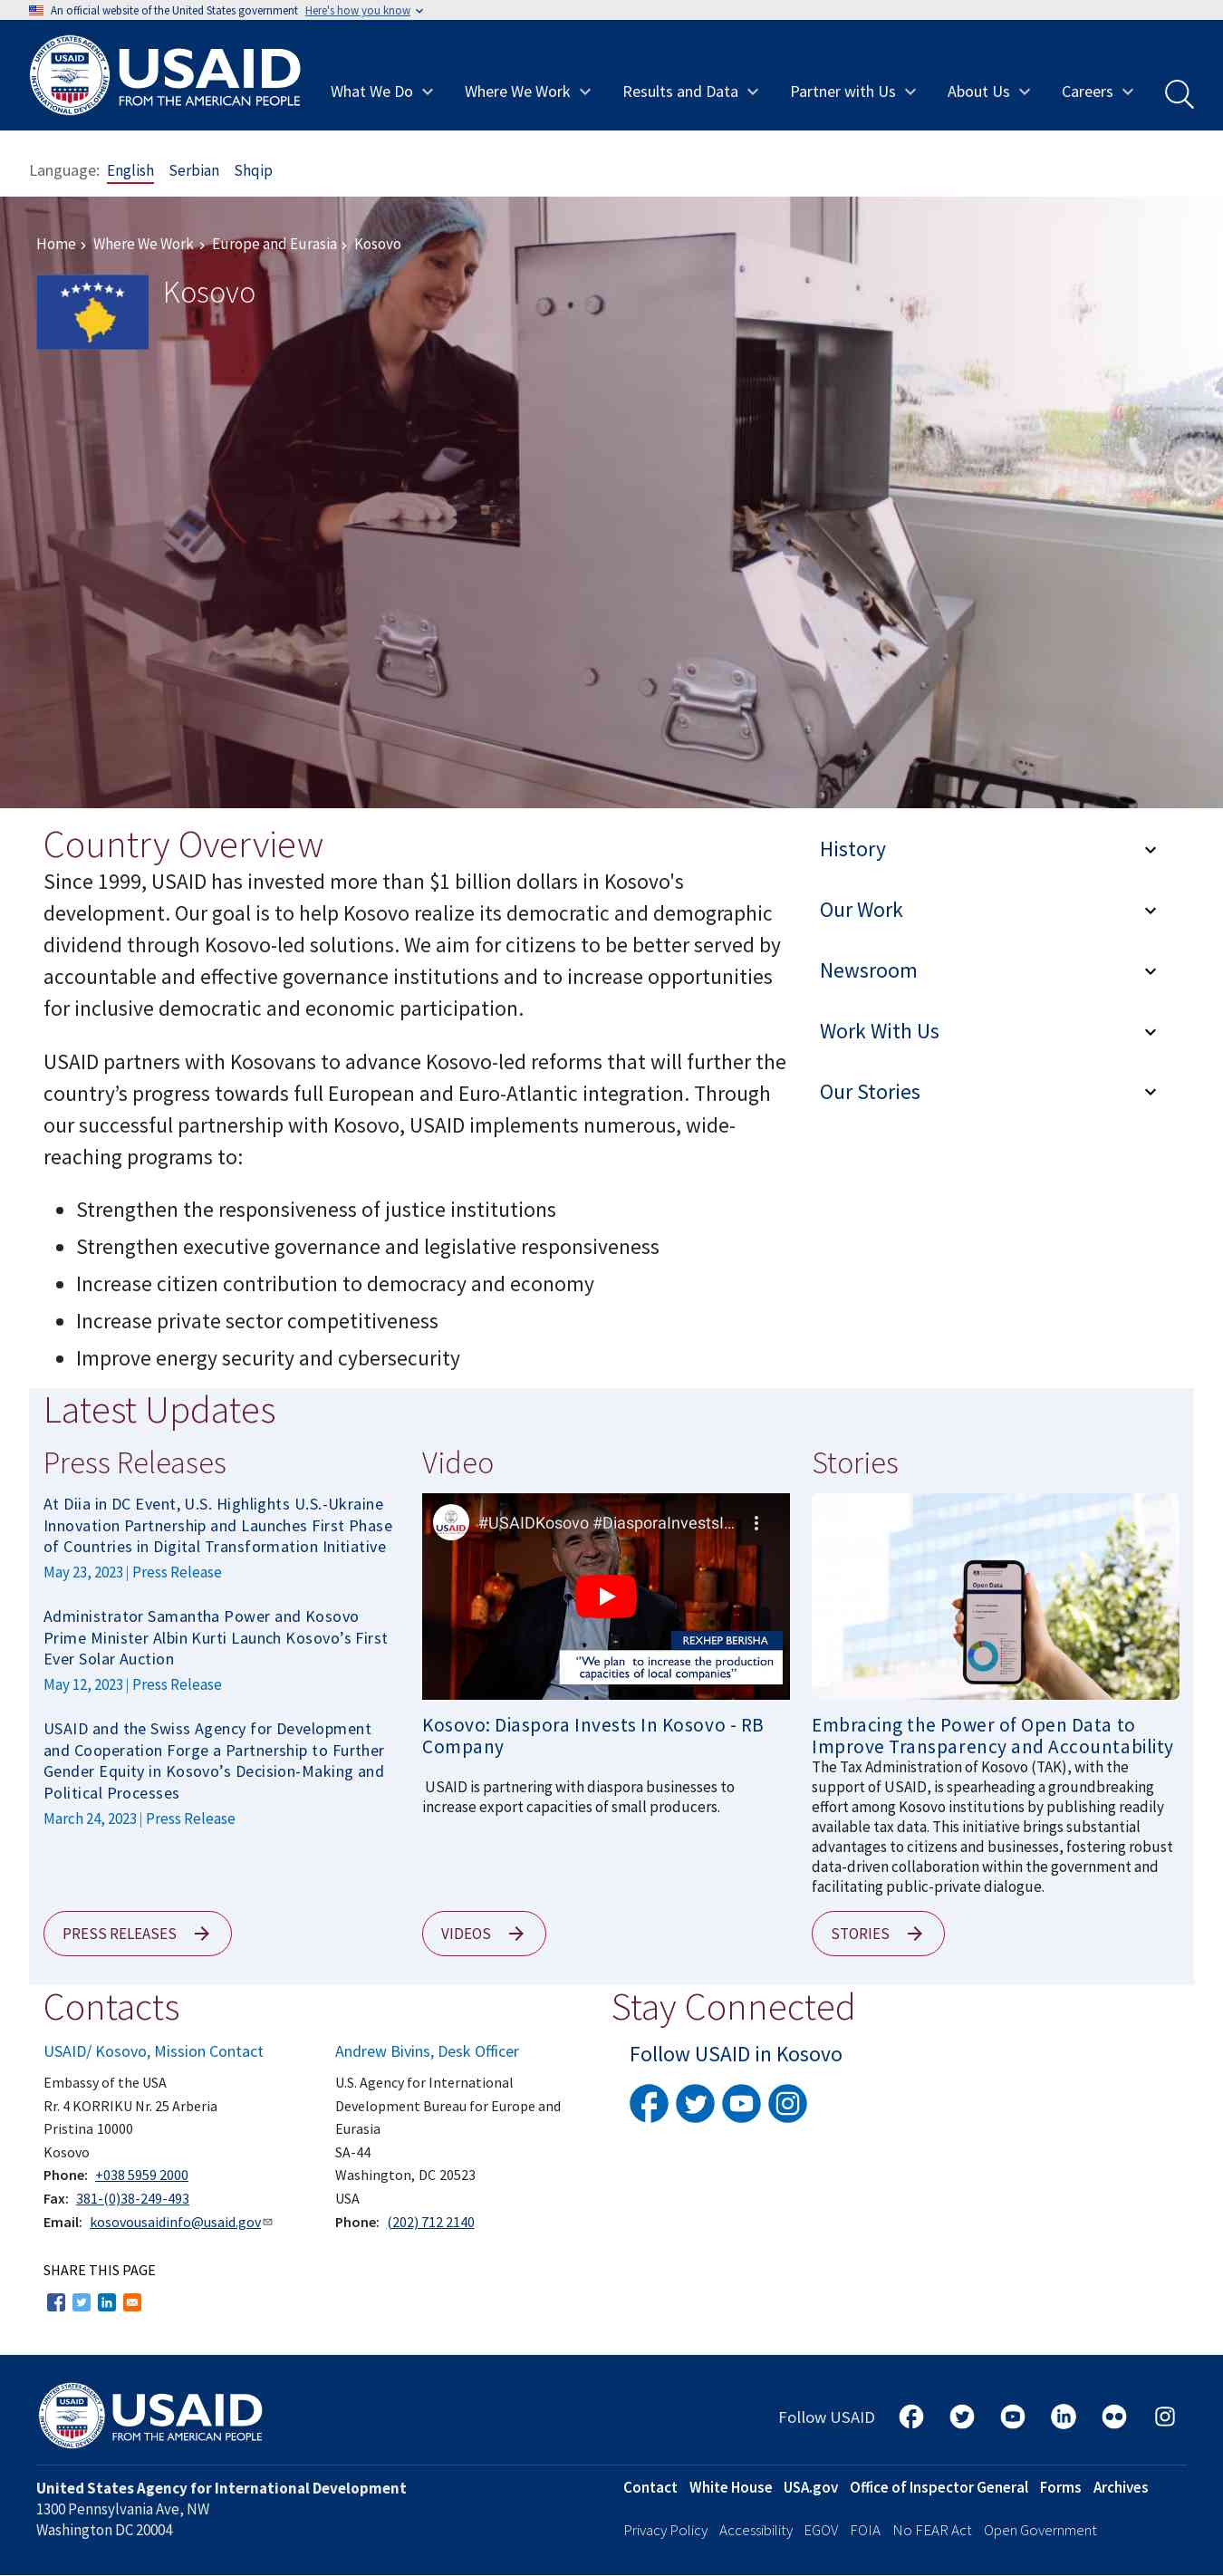 An official website of the United States government Here's how you know
USAID
FROM THE AMERICAN PEOPLE
What We Do
Where We Work
Results and Data
Partner with Us
About Us
Careers
Language: English Serbian Shqip
Home › Where We Work › Europe and Eurasia › Kosovo
Kosovo
Country Overview
Since 1999, USAID has invested more than $1 billion dollars in Kosovo's
development. Our goal is to help Kosovo realize its democratic and demographic
dividend through Kosovo-led solutions. We aim for citizens to be better served by
accountable and effective governance institutions and to increase opportunities
for inclusive democratic and economic participation.
USAID partners with Kosovans to advance Kosovo-led reforms that will further the
country’s progress towards full European and Euro-Atlantic integration. Through
our successful partnership with Kosovo, USAID implements numerous, wide-
reaching programs to:
• Strengthen the responsiveness of justice institutions
• Strengthen executive governance and legislative responsiveness
• Increase citizen contribution to democracy and economy
• Increase private sector competitiveness
• Improve energy security and cybersecurity
History
Our Work
Newsroom
Work With Us
Our Stories
Latest Updates
Press Releases
At Diia in DC Event, U.S. Highlights U.S.-Ukraine
Innovation Partnership and Launches First Phase
of Countries in Digital Transformation Initiative
May 23, 2023 | Press Release
Administrator Samantha Power and Kosovo
Prime Minister Albin Kurti Launch Kosovo’s First
Ever Solar Auction
May 12, 2023 | Press Release
USAID and the Swiss Agency for Development
and Cooperation Forge a Partnership to Further
Gender Equity in Kosovo’s Decision-Making and
Political Processes
March 24, 2023 | Press Release
PRESS RELEASES
Video
USAID
#USAIDKosovo #DiasporaInvestsI...
REXHEP BERISHA
“We plan to increase the production
capacities of local companies”
Kosovo: Diaspora Invests In Kosovo - RB
Company
USAID is partnering with diaspora businesses to
increase export capacities of small producers.
VIDEOS
Stories
Open Data
Embracing the Power of Open Data to
Improve Transparency and Accountability
The Tax Administration of Kosovo (TAK), with the
support of USAID, is spearheading a groundbreaking
effort among Kosovo institutions by publishing readily
available tax data. This initiative brings substantial
advantages to citizens and businesses, fostering robust
data-driven collaboration within the government and
facilitating public-private dialogue.
STORIES
Contacts
USAID/ Kosovo, Mission Contact
Embassy of the USA
Rr. 4 KORRIKU Nr. 25 Arberia
Pristina 10000
Kosovo
Phone: +038 5959 2000
Fax: 381-(0)38-249-493
Email: kosovousaidinfo@usaid.gov
Andrew Bivins, Desk Officer
U.S. Agency for International
Development Bureau for Europe and
Eurasia
SA-44
Washington, DC 20523
USA
Phone: (202) 712 2140
Stay Connected
Follow USAID in Kosovo
SHARE THIS PAGE
USAID
FROM THE AMERICAN PEOPLE
Follow USAID
United States Agency for International Development
1300 Pennsylvania Ave, NW
Washington DC 20004
Contact White House USA.gov Office of Inspector General Forms Archives
Privacy Policy Accessibility EGOV FOIA No FEAR Act Open Government